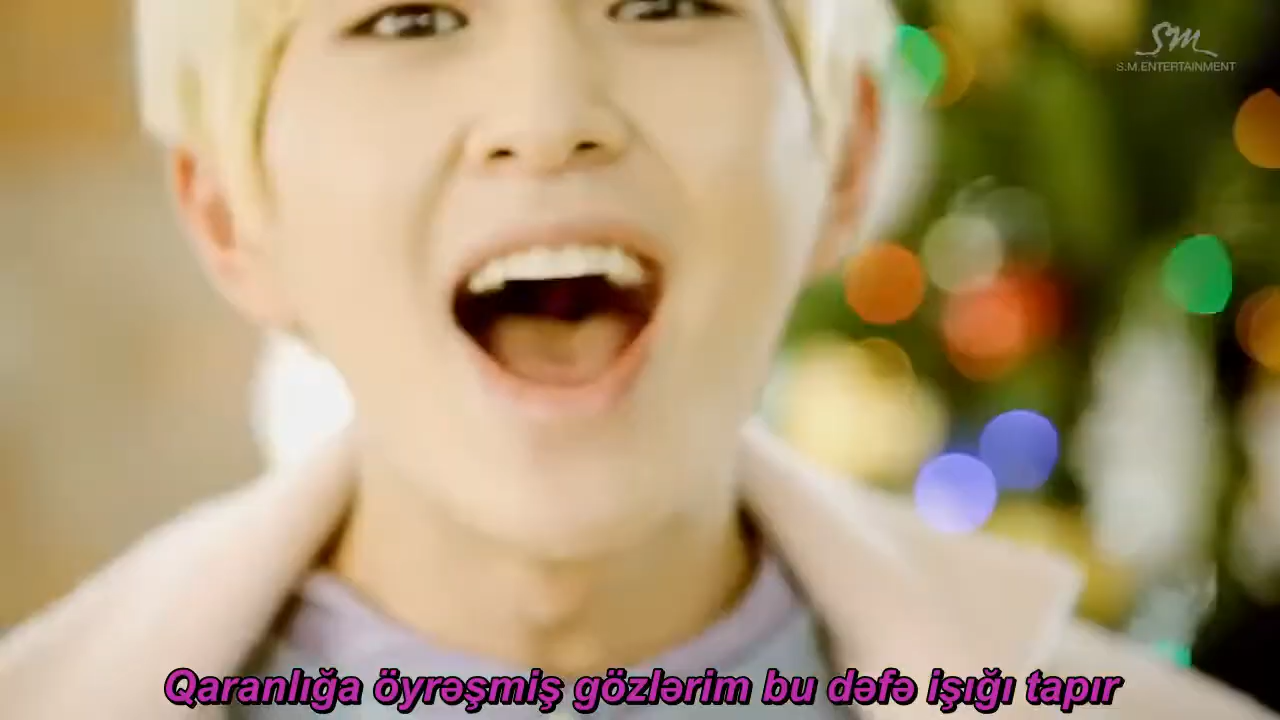 SM
S.M.ENTERTAINMENT
Qaranlığa öyrəşmiş gözlərim bu dəfə işığı tapır